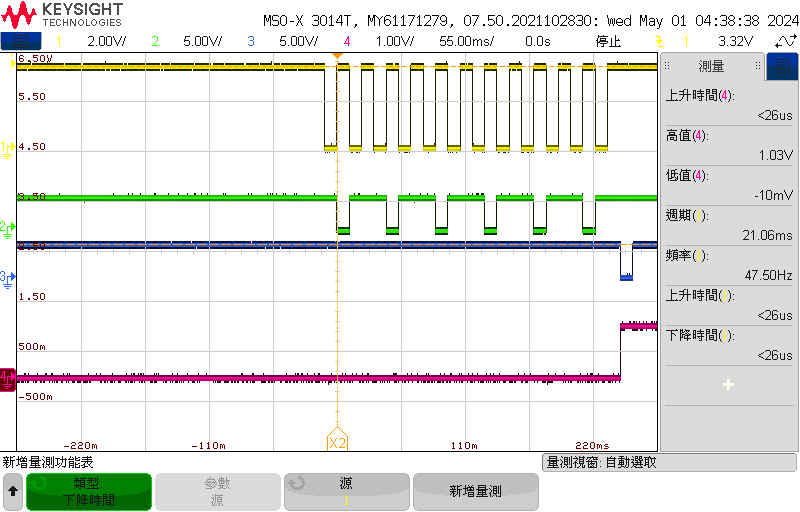 KEYSIGHT
TECHNOLOGIES
MSO-X 3014T, MY61171279, 07.50.2021102830: Wed May 01 04:38:38 2024
1 2.00V/ 2 5.00V/ 3 5.00V/ 4 1.00V/ 55.00ms/ 0.0s 停止 1 3.32V
6.50V
5.50
4.50
3.50
2.50
1.50
500m
-500m
1
2
3
4
-220m -110m X2 110m 220ms
測量
上升時間(4):
<26us
高值(4):
1.03V
低值(4):
-10mV
週期(1):
21.06ms
頻率(1):
47.50Hz
上升時間(1):
<26us
下降時間(1):
<26us
新增量測功能表
量測視窗: 自動選取
類型:
下降時間
參數
源
源
1
新增量測